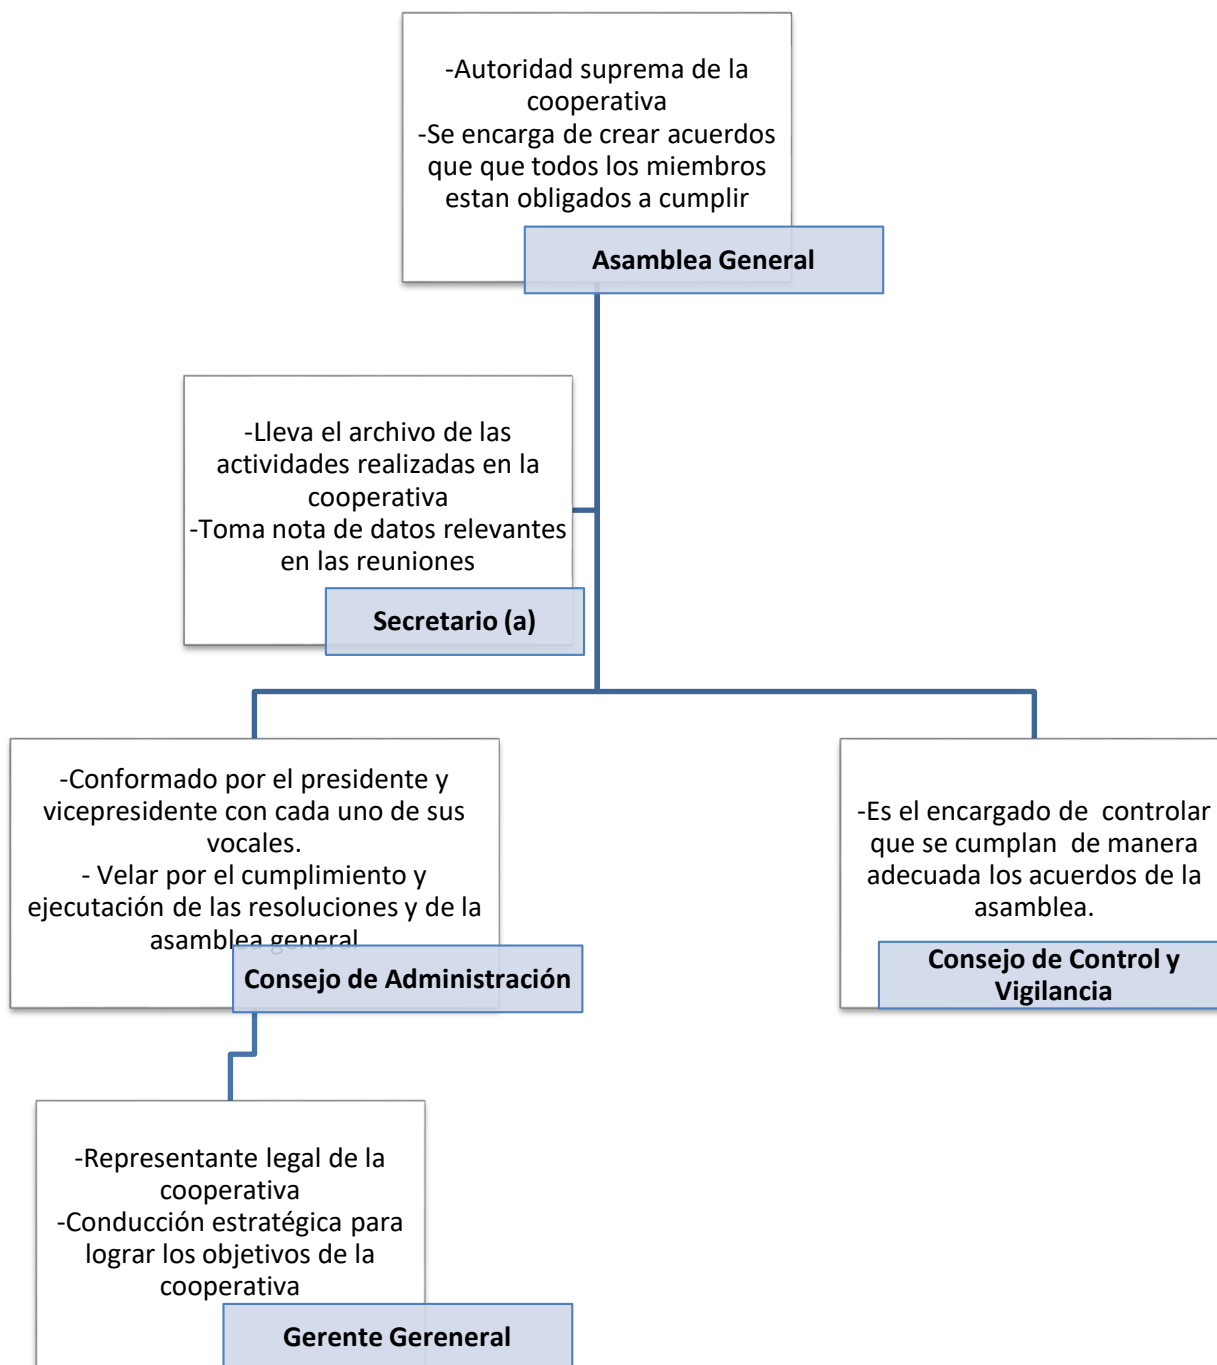 -Autoridad suprema de la
cooperativa
-Se encarga de crear acuerdos
que que todos los miembros
estan obligados a cumplir
Asamblea General
-Lleva el archivo de las
actividades realizadas en la
cooperativa
-Toma nota de datos relevantes
en las reuniones
Secretario (a)
-Conformado por el presidente y
vicepresidente con cada uno de sus
vocales.
- Velar por el cumplimiento y
ejecutación de las resoluciones y de la
asamblea general
Consejo de Administración
-Es el encargado de  controlar
que se cumplan  de manera
adecuada los acuerdos de la
asamblea.
Consejo de Control y
Vigilancia
-Representante legal de la
cooperativa
-Conducción estratégica para
lograr los objetivos de la
cooperativa
Gerente Gereneral